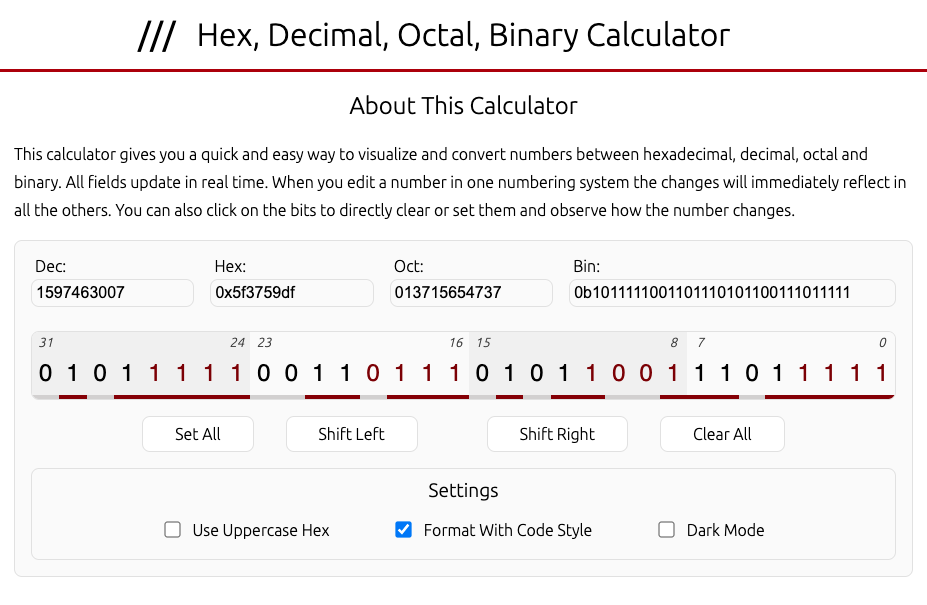 /// Hex, Decimal, Octal, Binary Calculator
About This Calculator
This calculator gives you a quick and easy way to visualize and convert numbers between hexadecimal, decimal, octal and
binary. All fields update in real time. When you edit a number in one numbering system the changes will immediately reflect in
all the others. You can also click on the bits to directly clear or set them and observe how the number changes.
Dec: Hex: Oct: Bin:
1597463007 0x5f3759df 013715654737 0b1011111001101110101100111011111
31 24 23 16 15 8 7 0
0 1 0 1 1 1 1 1 0 0 1 1 0 1 1 1 0 1 0 1 1 0 0 1 1 1 0 1 1 1 1 1
Set All Shift Left Shift Right Clear All
Settings
Use Uppercase Hex Format With Code Style Dark Mode